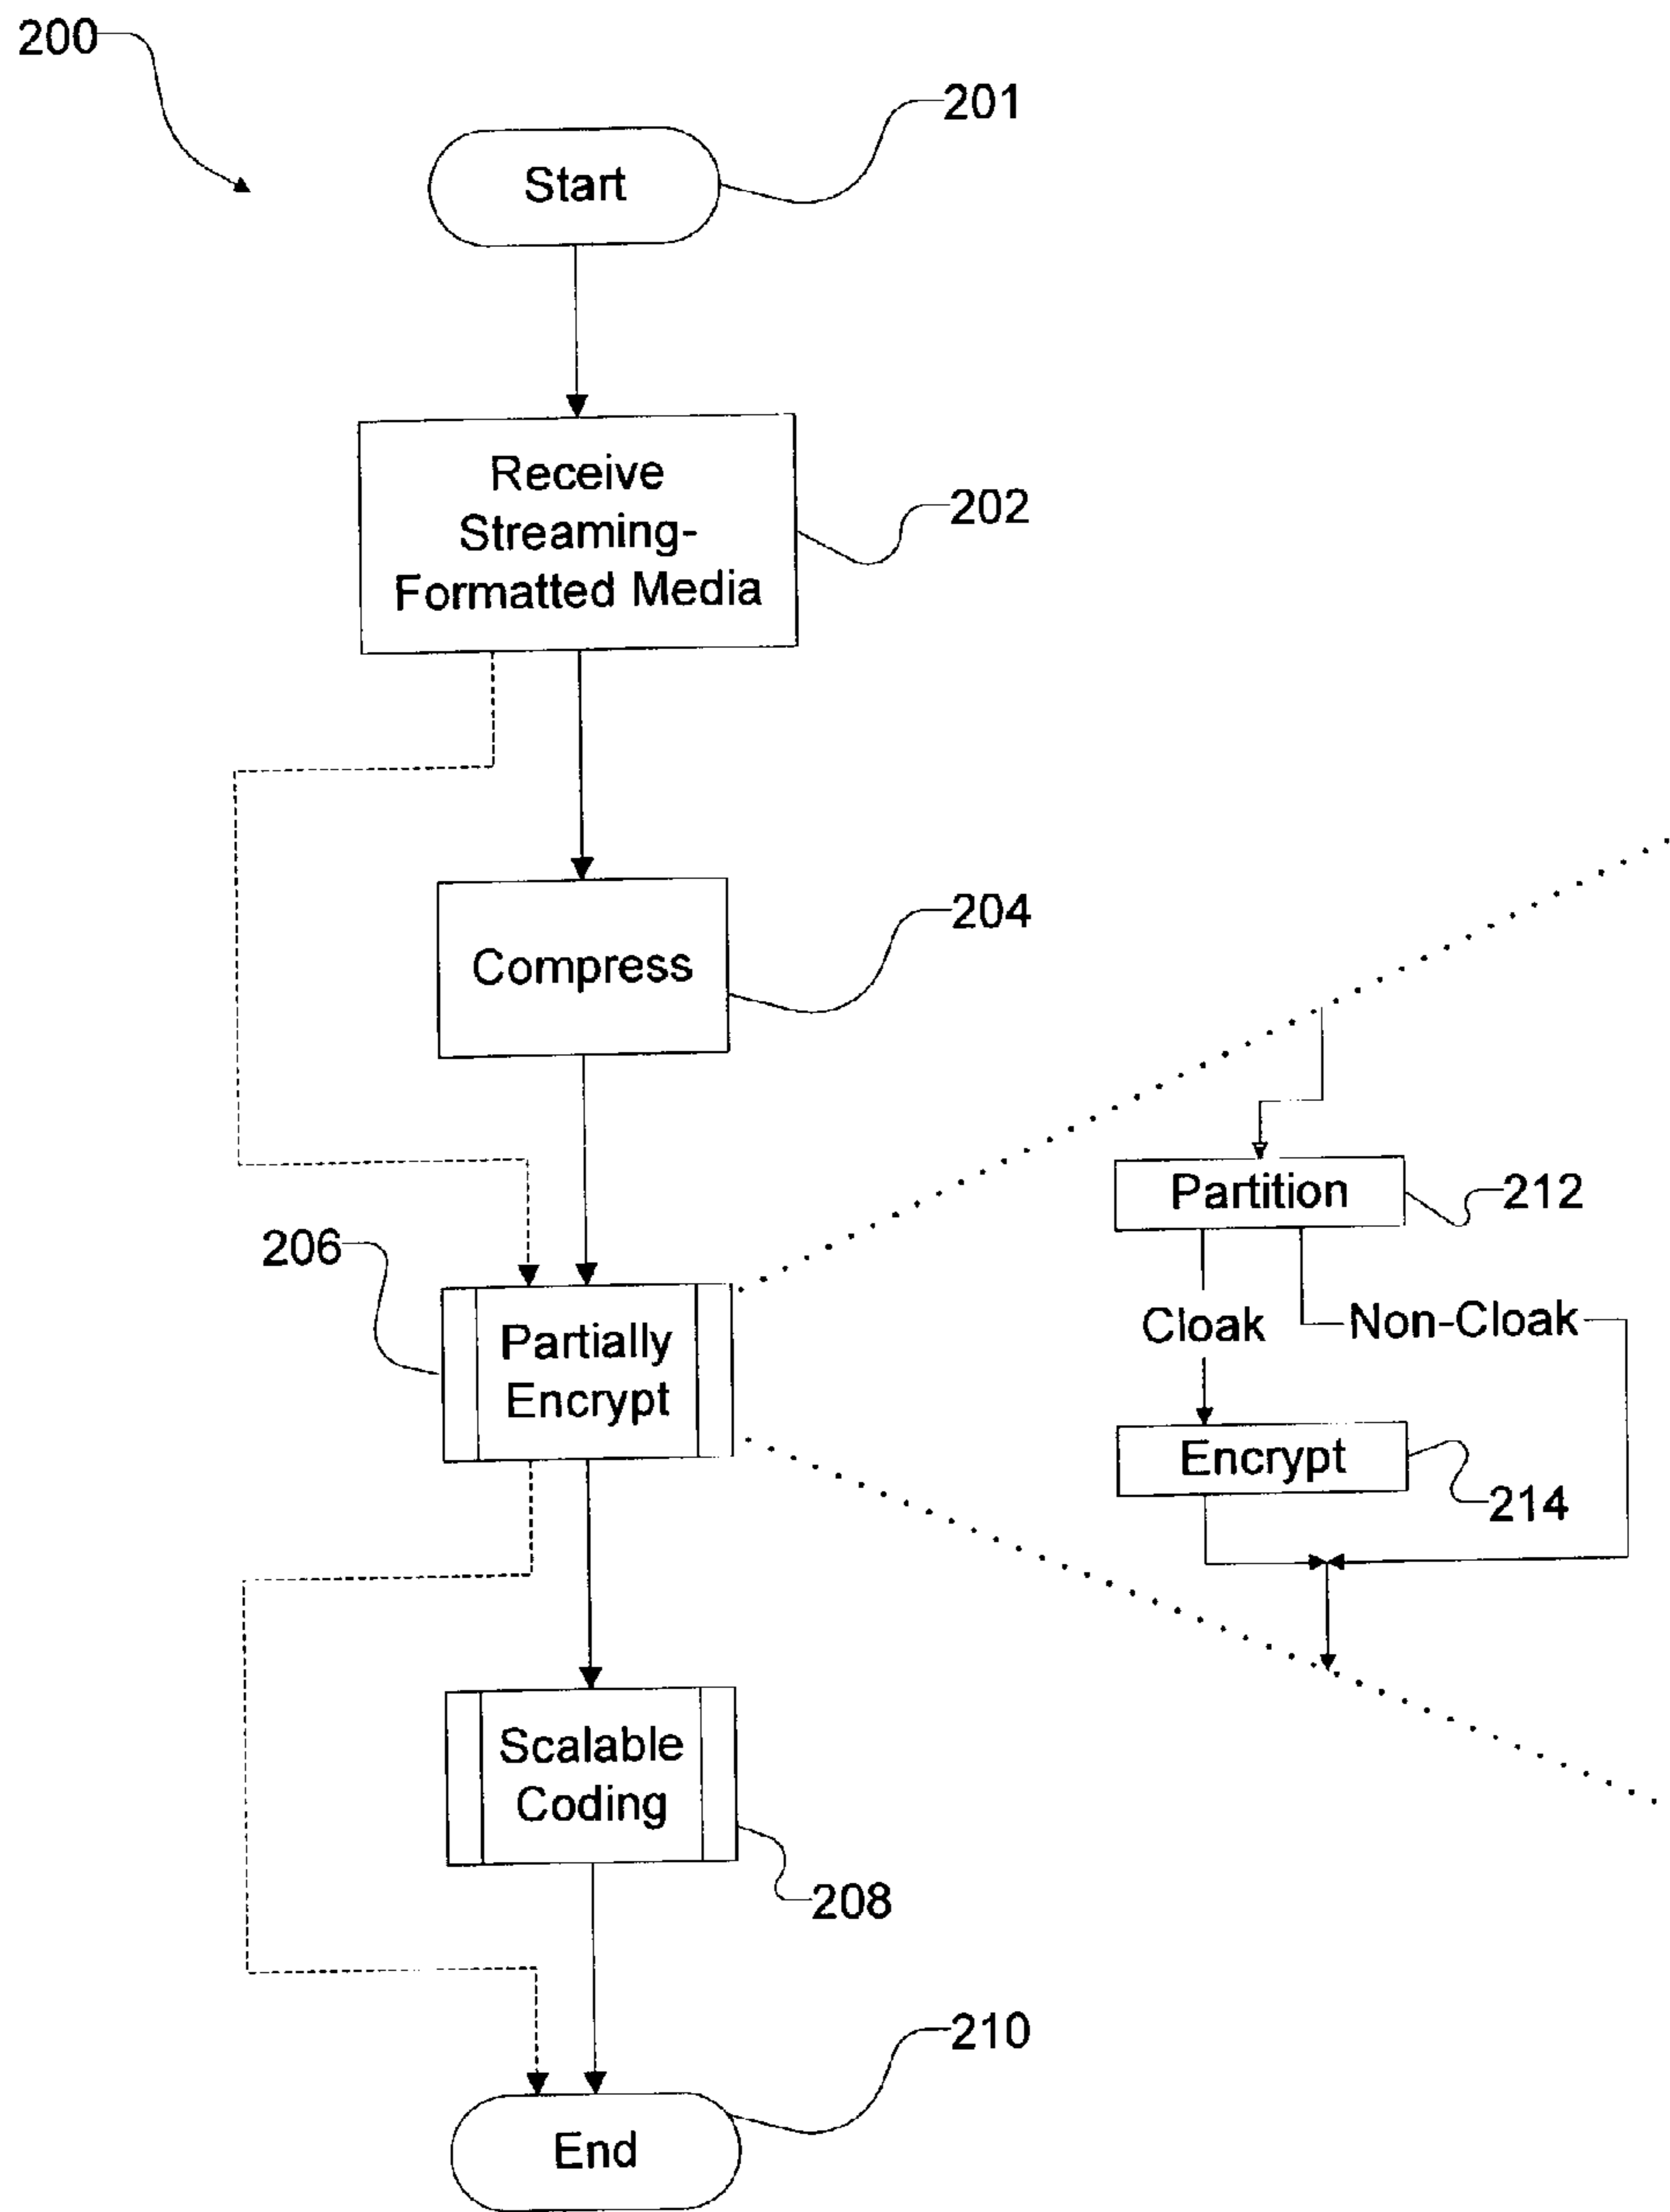 200
201
Start
Receive
Streaming-
Formatted Media
202
204
Compress
Partition
212
206
Partially
Encrypt
Cloak
Non-Cloak
Encrypt
214
Scalable
Coding
208
210
End